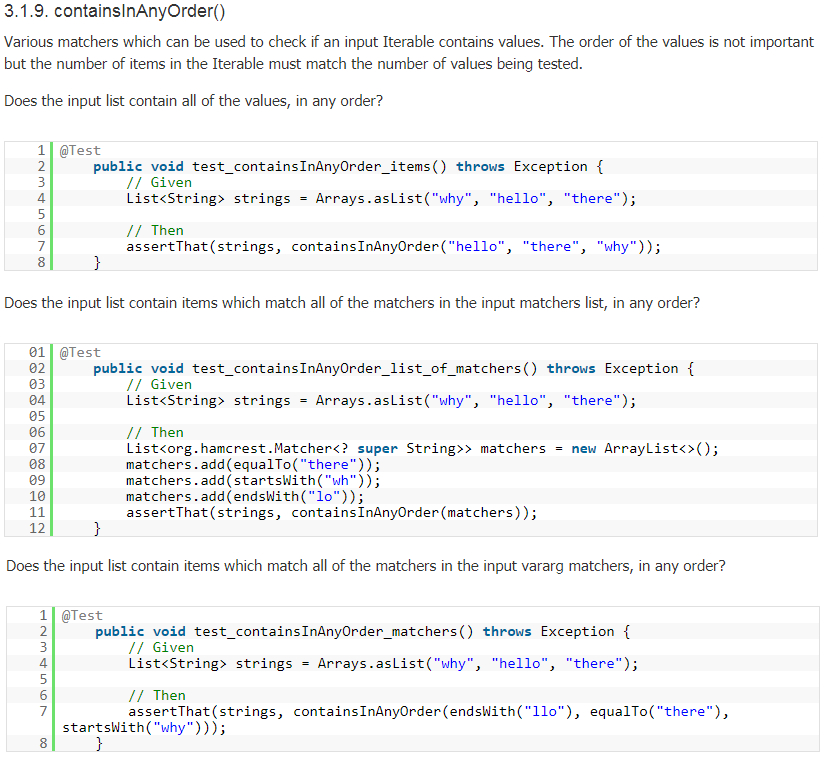 3.1.9. containsInAnyOrder()
Various matchers which can be used to check if an input Iterable contains values. The order of the values is not important
but the number of items in the Iterable must match the number of values being tested.
Does the input list contain all of the values, in any order?
1 @Test
2     public void test_containsInAnyOrder_items() throws Exception {
3         // Given
4         List<String> strings = Arrays.asList("why", "hello", "there");
5
6         // Then
7         assertThat(strings, containsInAnyOrder("hello", "there", "why"));
8     }
Does the input list contain items which match all of the matchers in the input matchers list, in any order?
01 @Test
02     public void test_containsInAnyOrder_list_of_matchers() throws Exception {
03         // Given
04         List<String> strings = Arrays.asList("why", "hello", "there");
05
06         // Then
07         List<org.hamcrest.Matcher<? super String>> matchers = new ArrayList<>();
08         matchers.add(equalTo("there"));
09         matchers.add(startsWith("wh"));
10         matchers.add(endsWith("lo"));
11         assertThat(strings, containsInAnyOrder(matchers));
12     }
Does the input list contain items which match all of the matchers in the input vararg matchers, in any order?
1 @Test
2     public void test_containsInAnyOrder_matchers() throws Exception {
3         // Given
4         List<String> strings = Arrays.asList("why", "hello", "there");
5
6         // Then
7         assertThat(strings, containsInAnyOrder(endsWith("llo"), equalTo("there"),
startsWith("why")));
8     }